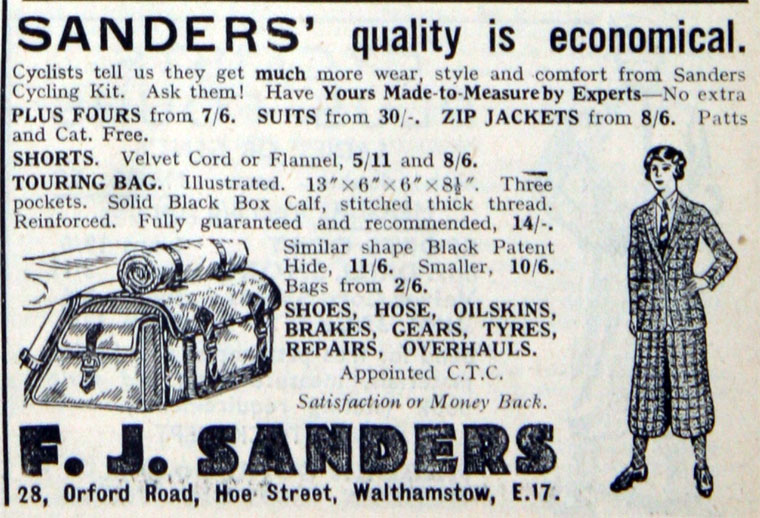 SANDERS' quality is economical.
Cyclists tell us they get much more wear, style and comfort from Sanders
Cycling Kit. Ask them! Have Yours Made-to-Measure by Experts—No extra
PLUS FOURS from 7/6. SUITS from 30/-. ZIP JACKETS from 8/6. Patts
and Cat. Free.
SHORTS. Velvet Cord or Flannel, 5/11 and 8/6.
TOURING BAG. Illustrated. 13"×6"×6"×8½". Three
pockets. Solid Black Box Calf, stitched thick thread.
Reinforced. Fully guaranteed and recommended, 14/-.
Similar shape Black Patent
Hide, 11/6. Smaller, 10/6.
Bags from 2/6.
SHOES, HOSE, OILSKINS,
BRAKES, GEARS, TYRES,
REPAIRS, OVERHAULS.
Appointed C.T.C.
Satisfaction or Money Back.
F. J. SANDERS
28, Orford Road, Hoe Street, Walthamstow, E.17.